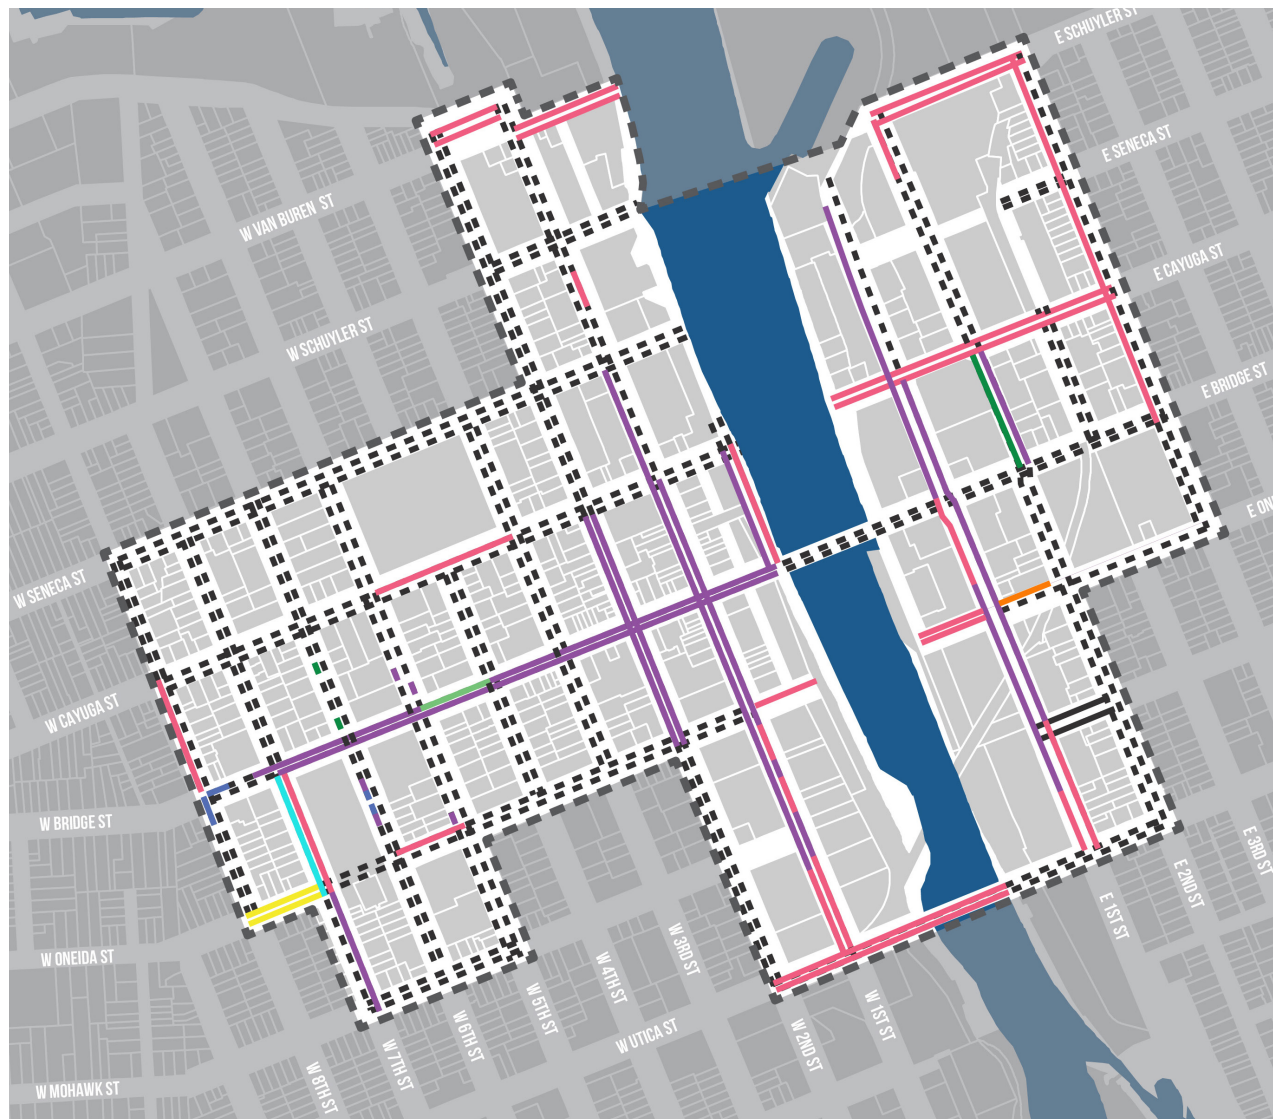 E SCHUYLER ST
E SENECA ST
W VAN BUREN ST
E CAYUGA ST
W SCHUYLER ST
E BRIDGE ST
E ON
W SENECA ST
W CAYUGA ST
W BRIDGE ST
E 3RD ST
E 2ND ST
E 1ST ST
W ONEIDA ST
W 3RD ST
W 4TH ST
W 5TH ST
W 1ST ST
W 6TH ST
W UTICA ST
W 2ND ST
W 7TH ST
W 8TH ST
W MOHAWK ST